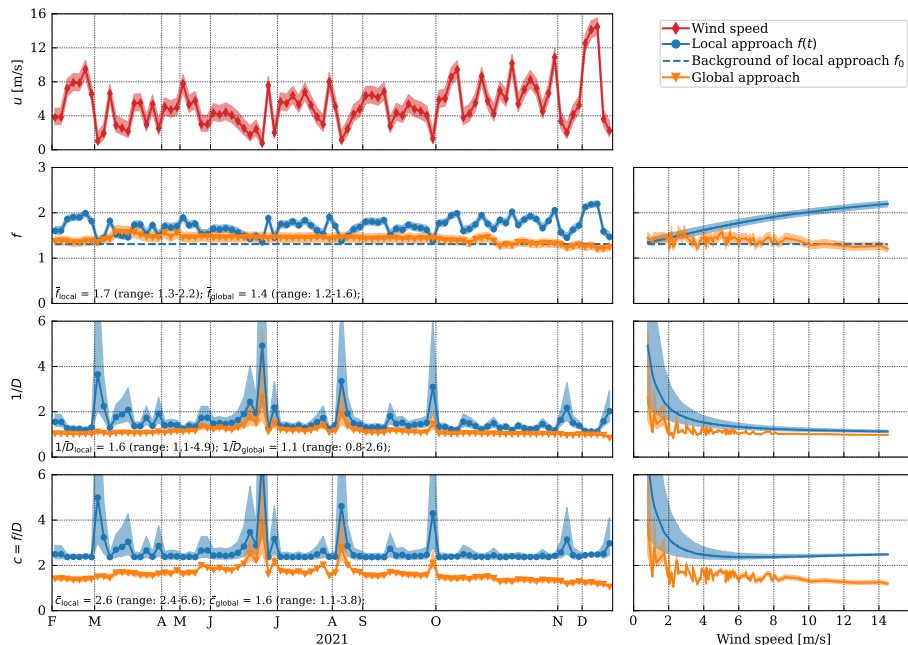 16
12
8
4
0
u [m/s]
Wind speed
Local approach f(t)
Background of local approach f₀
Global approach
3
2
1
0
f
f̄local = 1.7 (range: 1.3-2.2); f̄global = 1.4 (range: 1.2-1.6);
6
4
2
0
1/D
1/D̄local = 1.6 (range: 1.1-4.9); 1/D̄global = 1.1 (range: 0.8-2.6);
6
4
2
0
c = f/D
c̄local = 2.6 (range: 2.4-6.6); c̄global = 1.6 (range: 1.1-3.8);
F M A M J J A S O N D
2021
0 2 4 6 8 10 12 14
Wind speed [m/s]